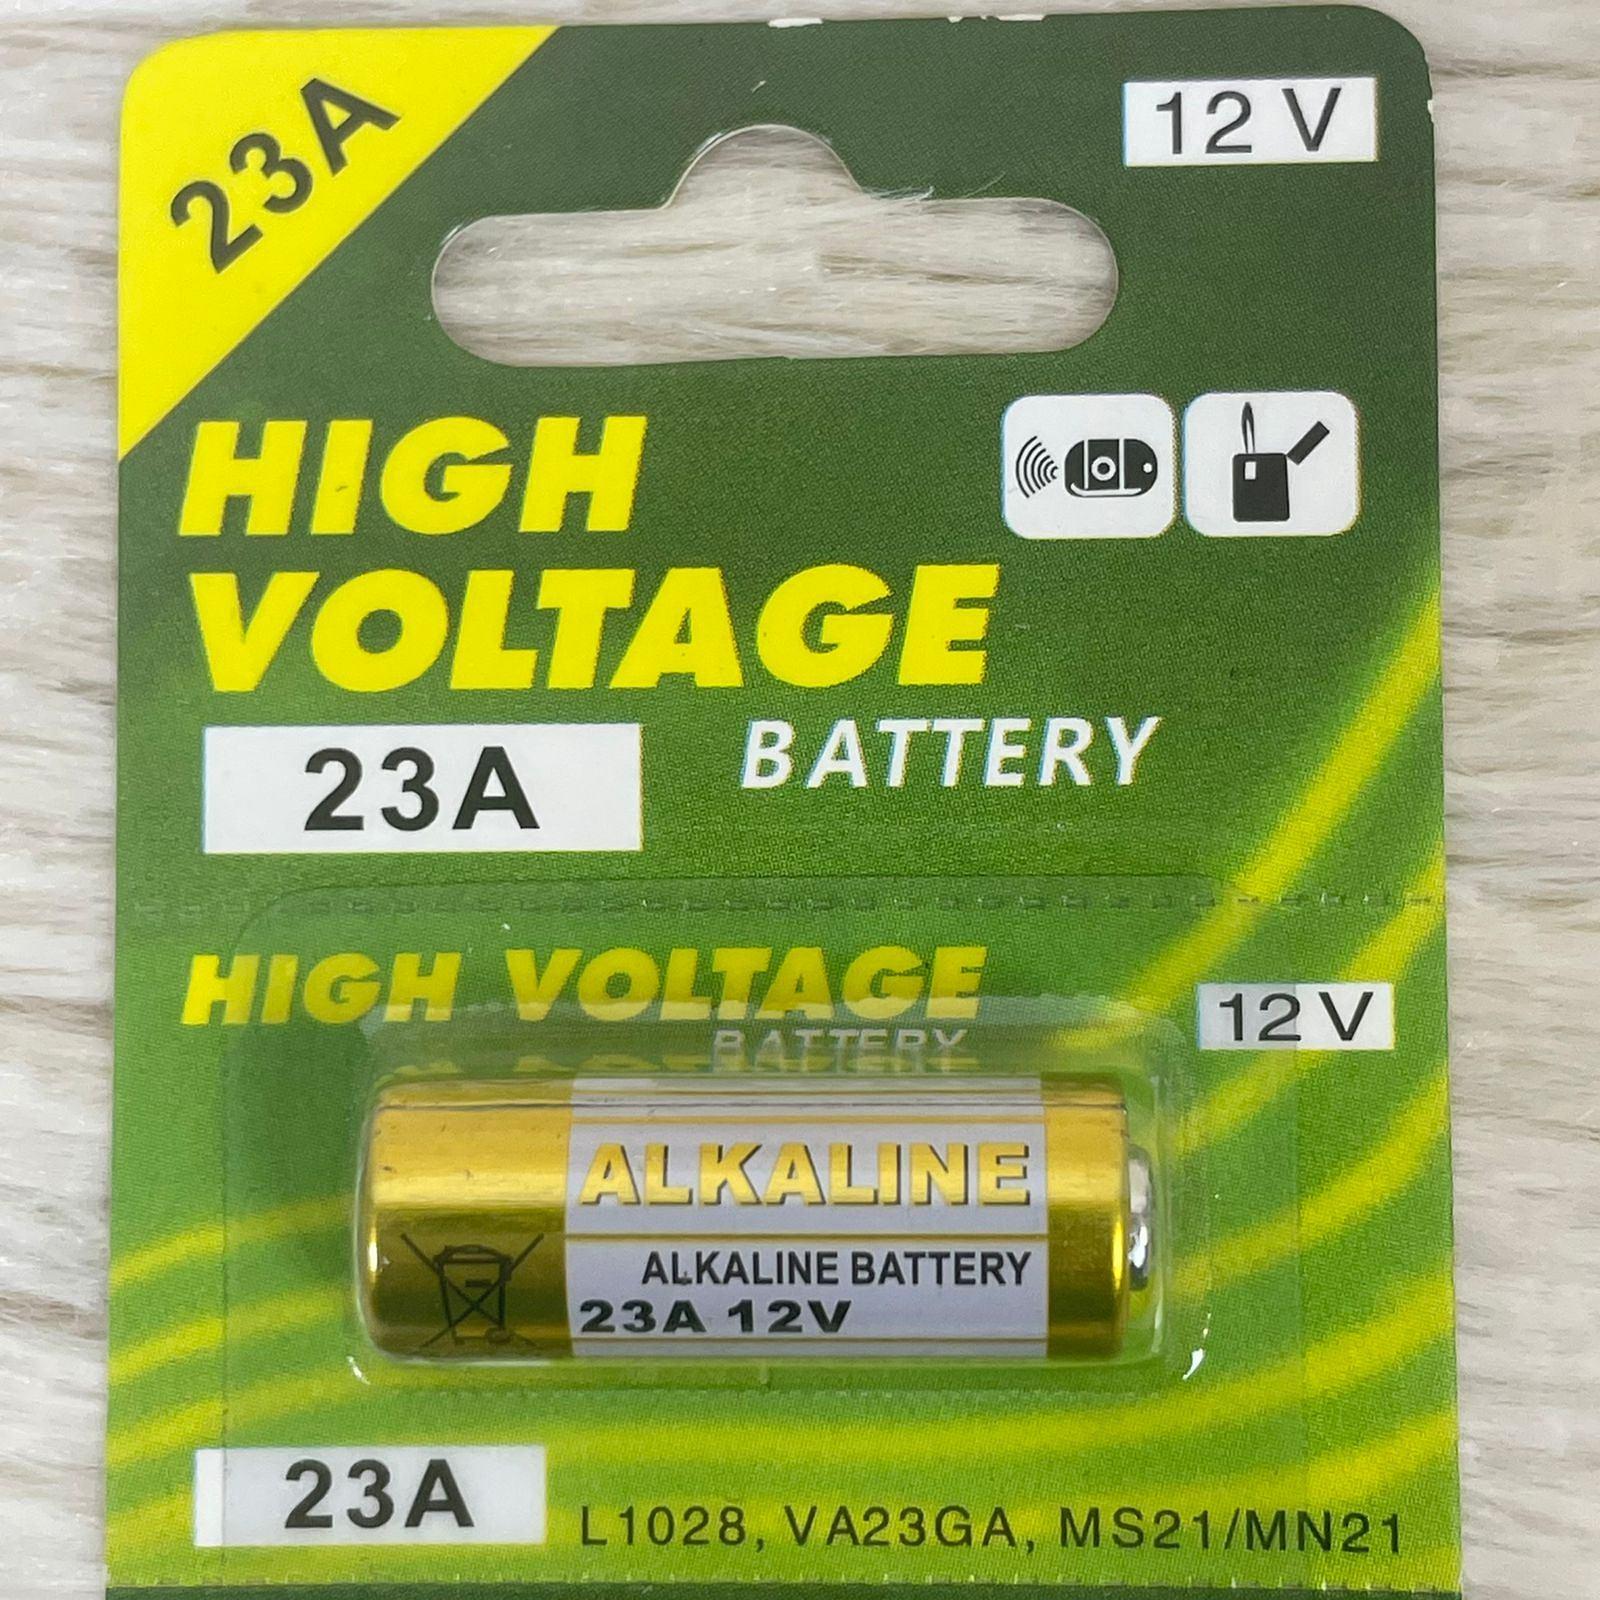 23A
12 V
HIGH
VOLTAGE
23A
BATTERY
HIGH VOLTAGE
12 V
BATTERY
ALKALINE
ALKALINE BATTERY
23A 12V
23A
L1028, VA23GA, MS21/MN21